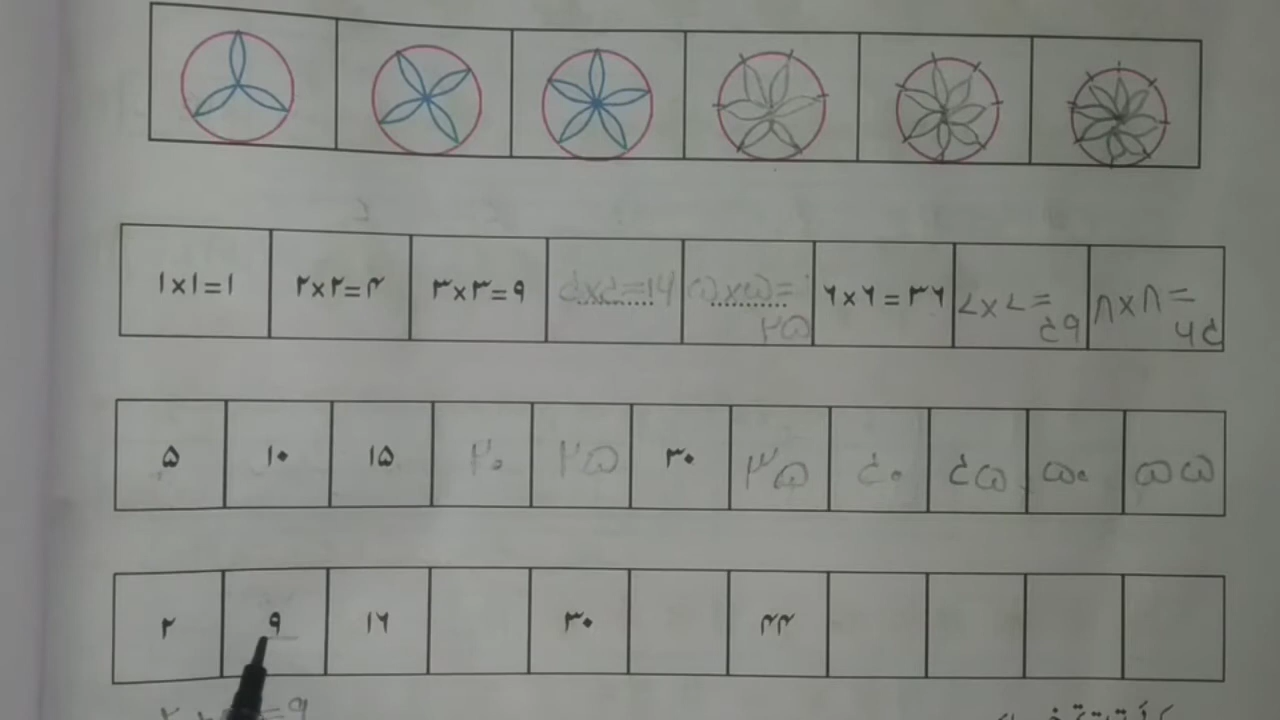 ۱×۱=۱ ۲×۲=۴ ۳×۳=۹ ۴×۴=۱۶ ۵×۵= ۶×۶=۳۶ ۷×۷= ۸×۸=
۲۵ ۴۹ ۶۴
۵ ۱۰ ۱۵ ۲۰ ۲۵ ۳۰ ۳۵ ۴۰ ۴۵ ۵۰ ۵۵
۲ ۹ ۱۶ ۳۰ ۴۴